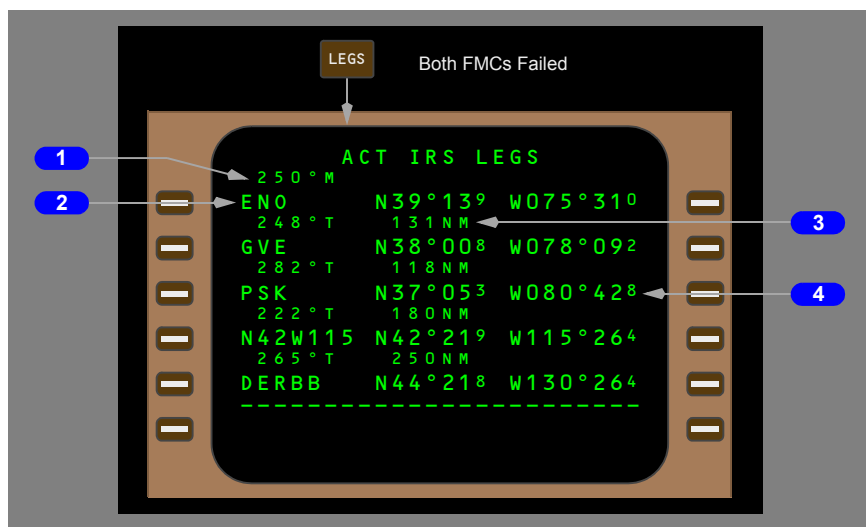 LEGS Both FMCs Failed
ACT IRS LEGS
1
250°M
2 ENO N39°13⁹ W075°31⁰
248°T 131NM 3
GVE N38°00⁸ W078°09²
282°T 118NM
PSK N37°05³ W080°42⁸ 4
222°T 180NM
N42W115 N42°21⁹ W115°26⁴
265°T 250NM
DERBB N44°21⁸ W130°26⁴